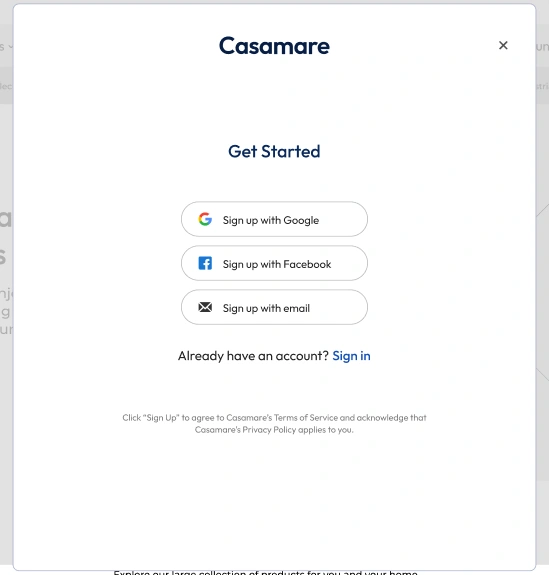 Casamare
Get Started
Sign up with Google
Sign up with Facebook
Sign up with email
Already have an account? Sign in
Click “Sign Up” to agree to Casamare’s Terms of Service and acknowledge that
Casamare’s Privacy Policy applies to you.
Explore our large collection of products for you and your home